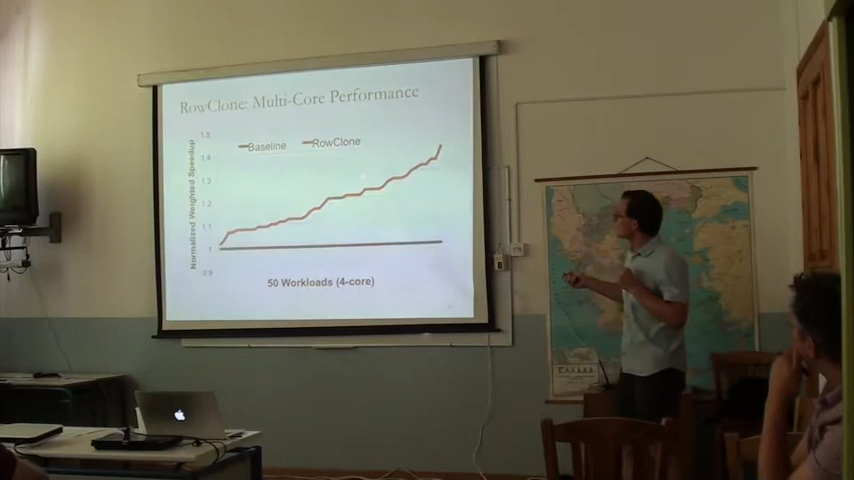 RowClone: Multi-Core Performance
Normalized Weighted Speedup
1.5
1.4
1.3
1.2
1.1
1
0.9
Baseline
RowClone
50 Workloads (4-core)
ΕΛΛΑΣ